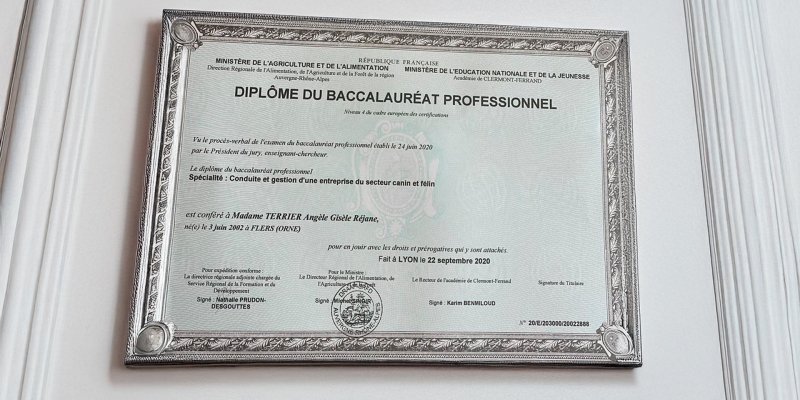 RÉPUBLIQUE FRANÇAISE
MINISTÈRE DE L'AGRICULTURE ET DE L'ALIMENTATION
Direction Régionale de l'Alimentation, de l'Agriculture et de la Forêt de la région
Auvergne-Rhône-Alpes
MINISTÈRE DE L'EDUCATION NATIONALE ET DE LA JEUNESSE
Académie de CLERMONT-FERRAND
DIPLÔME DU BACCALAURÉAT PROFESSIONNEL
Niveau 4 du cadre européen des certifications
Vu le procès-verbal de l'examen du baccalauréat professionnel établi le 24 juin 2020
par le Président du jury, enseignant-chercheur.
Le diplôme du baccalauréat professionnel
Spécialité : Conduite et gestion d'une entreprise du secteur canin et félin
est conféré à Madame TERRIER Angèle Gisèle Réjane,
né(e) le 3 juin 2002 à FLERS (ORNE)
pour en jouir avec les droits et prérogatives qui y sont attachés.
Fait à LYON le 22 septembre 2020
Pour expédition conforme
La directrice régionale adjointe chargée du
Service Régional de la Formation et du
Développement
Signé : Nathalie PRUDON-
DESGOUTTES
Pour le Ministre
Le Directeur Régional de l'Alimentation, de
l'Agriculture et de la Forêt
Signé : Michel
Le Recteur de l'académie de Clermont-Ferrand
Signé : Karim BENMILOUD
Signature du Titulaire
N° 20/E/203000/20022688